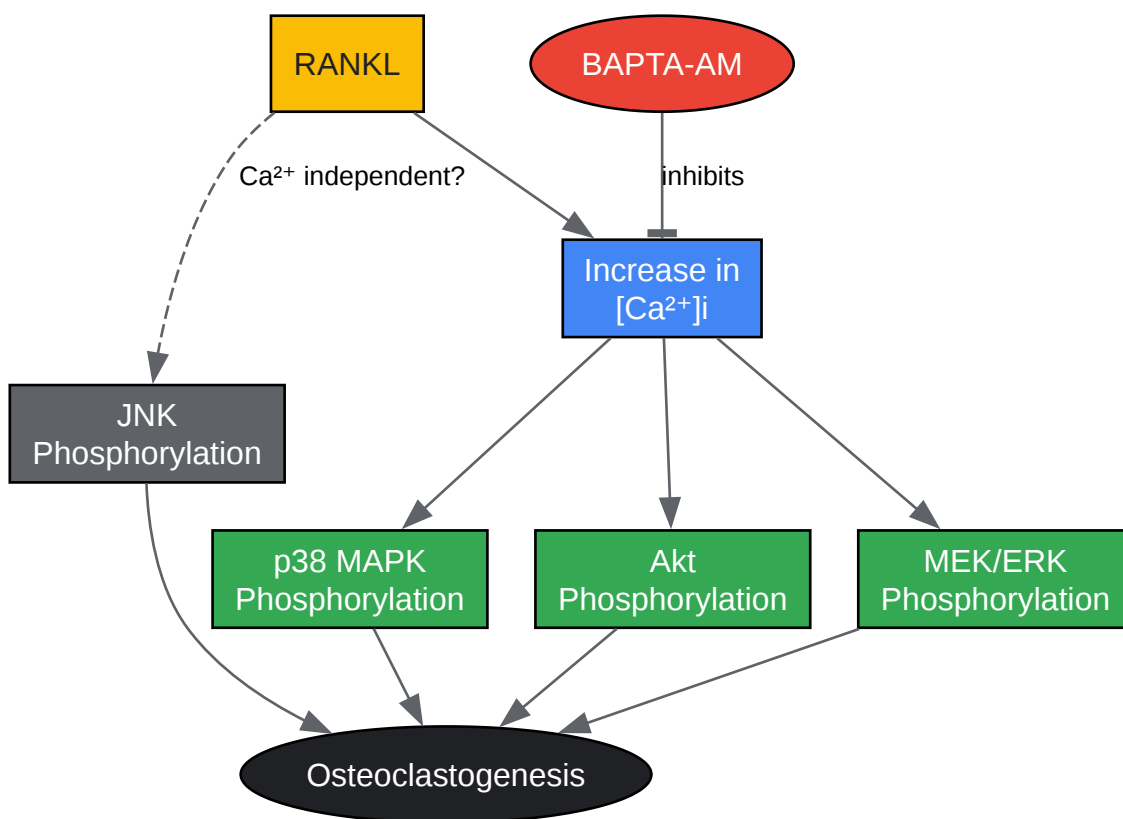 RANKL
BAPTA-AM
Ca²⁺ independent?
inhibits
Increase in
[Ca²⁺]i
JNK
Phosphorylation
p38 MAPK
Phosphorylation
Akt
Phosphorylation
MEK/ERK
Phosphorylation
Osteoclastogenesis